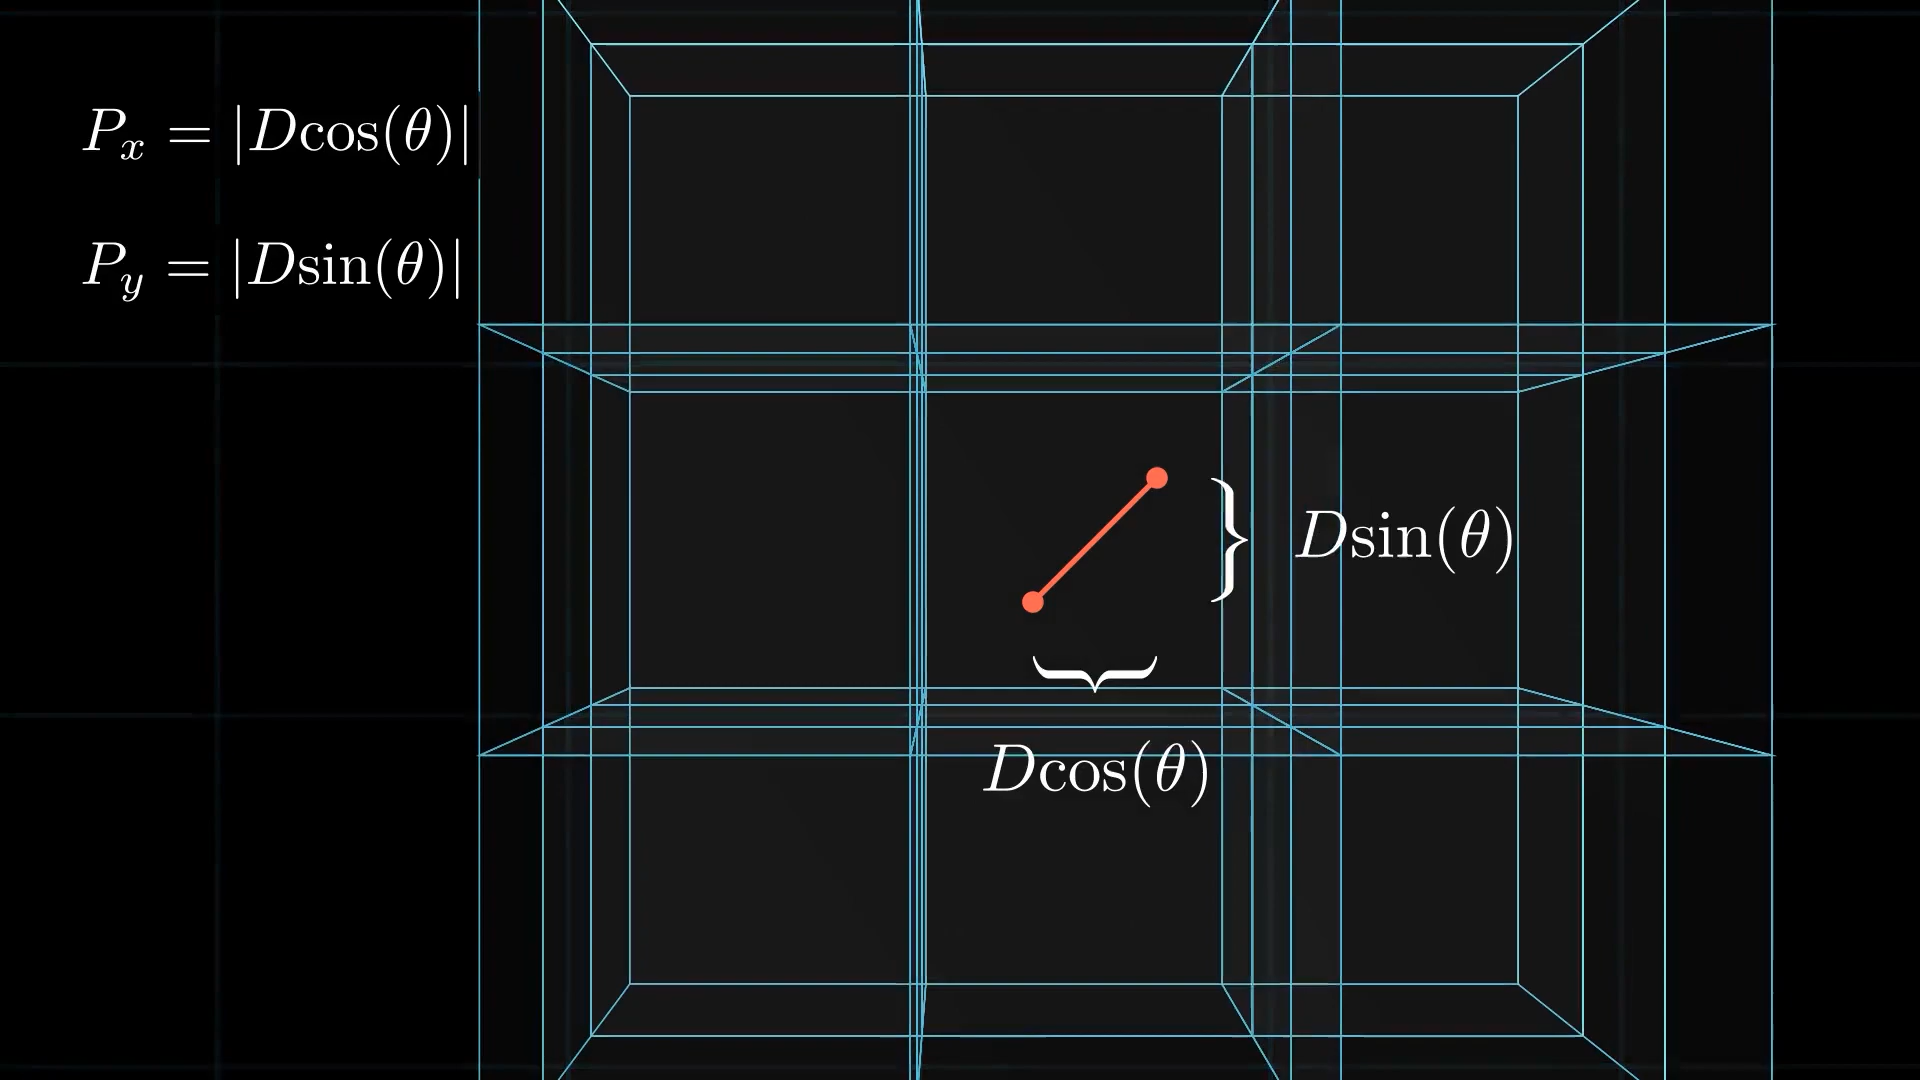 P_x = |Dcos(θ)|
P_y = |Dsin(θ)|
Dsin(θ)
Dcos(θ)